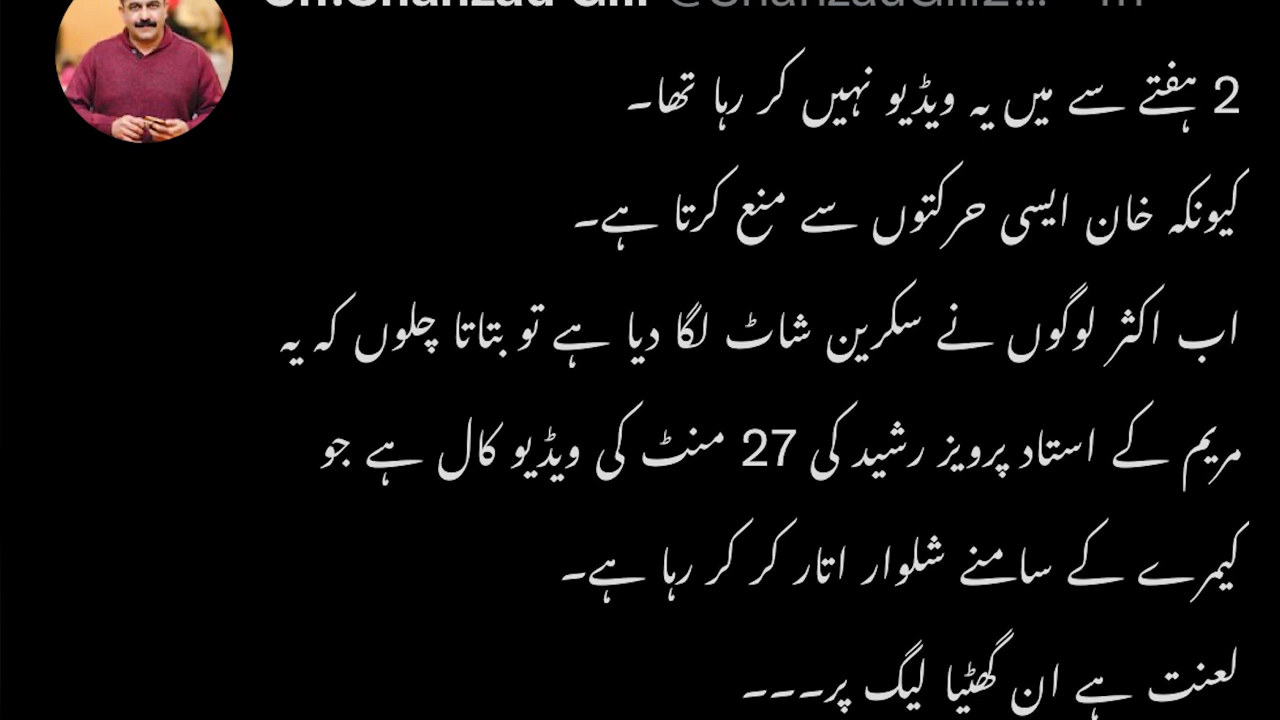 2 ہفتے سے میں یہ ویڈیو نہیں کر رہا تھا۔
کیونکہ خان ایسی حرکتوں سے منع کرتا ہے۔
اب اکثر لوگوں نے سکرین شاٹ لگا دیا ہے تو بتاتا چلوں کہ یہ
مریم کے استاد پرویز رشید کی 27 منٹ کی ویڈیو کال ہے جو
کیمرے کے سامنے شلوار اتار کر کر رہا ہے۔
لعنت ہے ان گھٹیا لیگ پر۔۔۔